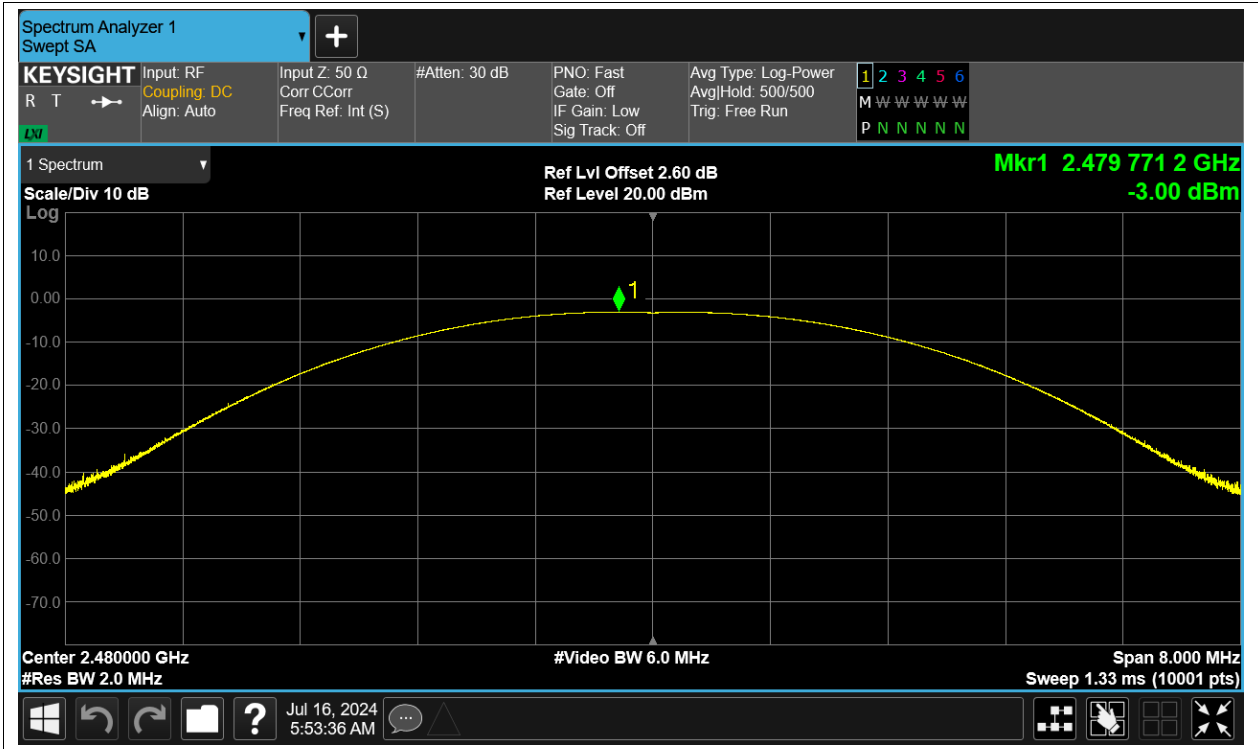 Spectrum Analyzer 1
Swept SA
KEYSIGHT
R T
LXI
Input: RF
Coupling: DC
Align: Auto
Input Z: 50 Ω
Corr CCorr
Freq Ref: Int (S)
#Atten: 30 dB
PNO: Fast
Gate: Off
IF Gain: Low
Sig Track: Off
Avg Type: Log-Power
Avg|Hold: 500/500
Trig: Free Run
1 2 3 4 5 6
M W W W W W
P N N N N N
1 Spectrum
Scale/Div 10 dB
Ref Lvl Offset 2.60 dB
Ref Level 20.00 dBm
Mkr1 2.479 771 2 GHz
-3.00 dBm
Log
10.0
0.00
-10.0
-20.0
-30.0
-40.0
-50.0
-60.0
-70.0
1
Center 2.480000 GHz
#Res BW 2.0 MHz
#Video BW 6.0 MHz
Span 8.000 MHz
Sweep 1.33 ms (10001 pts)
?
Jul 16, 2024
5:53:36 AM